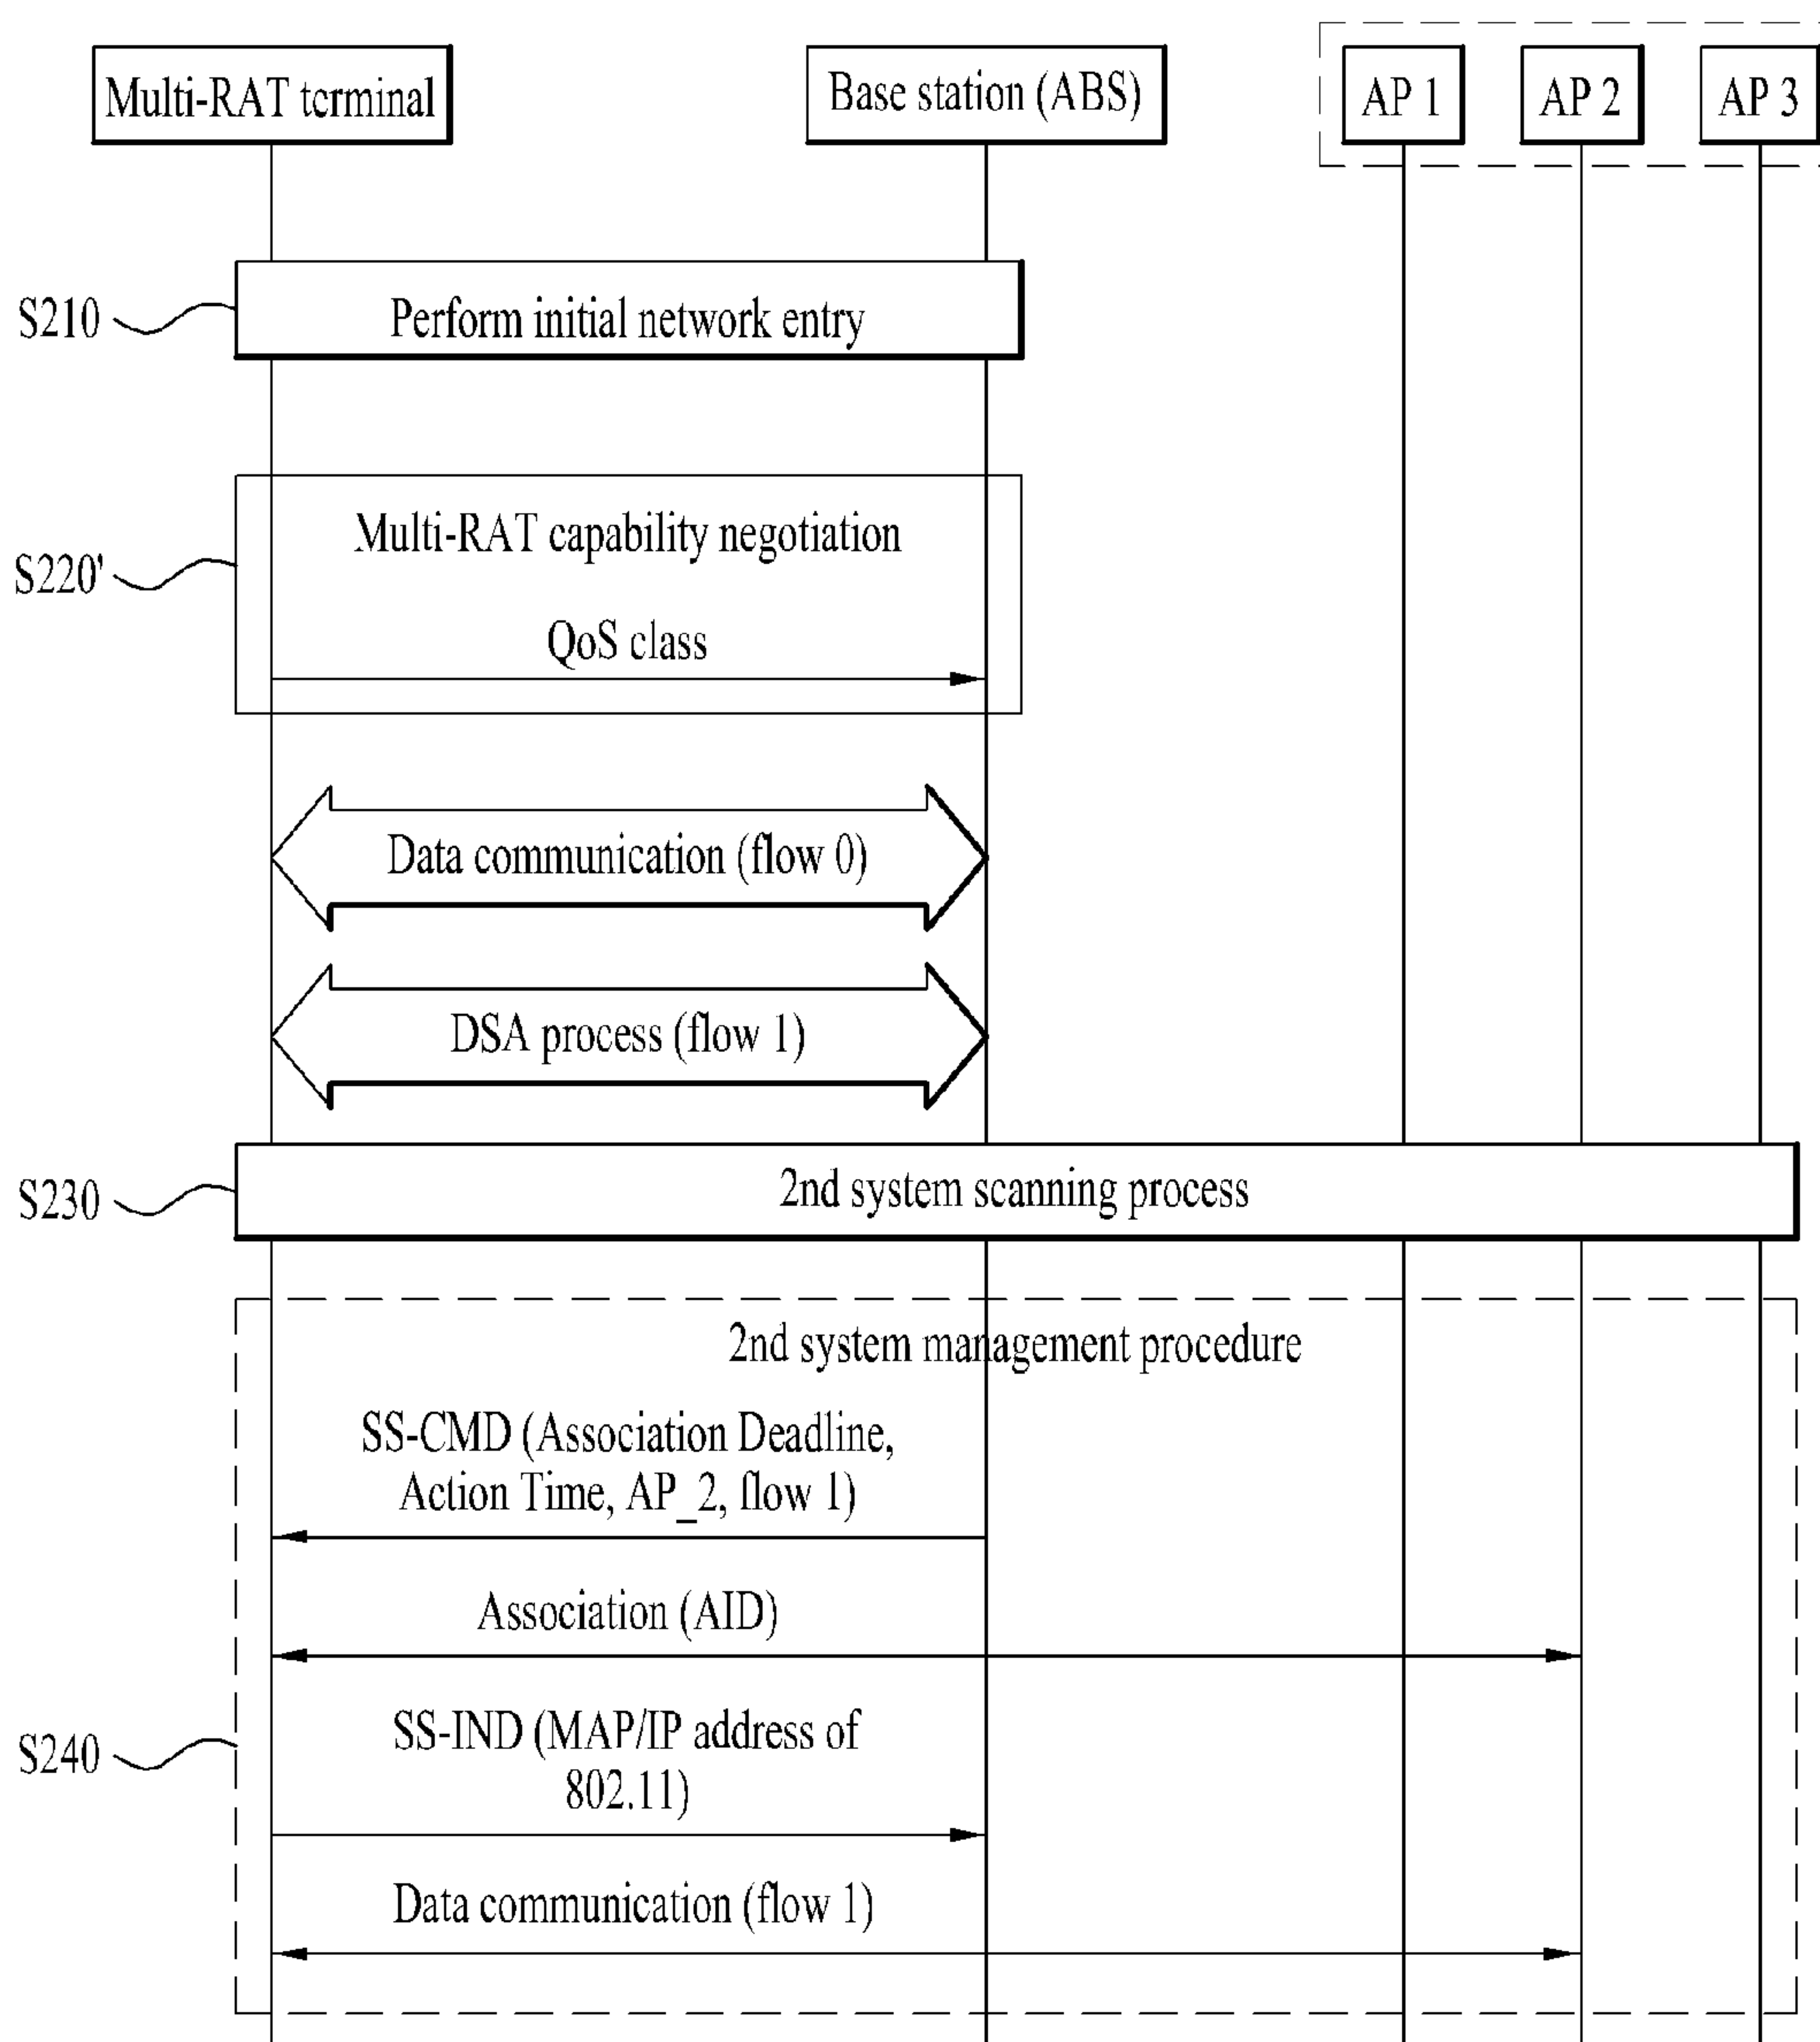 Multi-RAT terminal
Base station (ABS)
AP 1
AP 2
AP 3
S210
Perform initial network entry
S220'
Multi-RAT capability negotiation
QoS class
Data communication (flow 0)
DSA process (flow 1)
S230
2nd system scanning process
2nd system management procedure
SS-CMD (Association Deadline,
Action Time, AP_2, flow 1)
Association (AID)
S240
SS-IND (MAP/IP address of
802.11)
Data communication (flow 1)